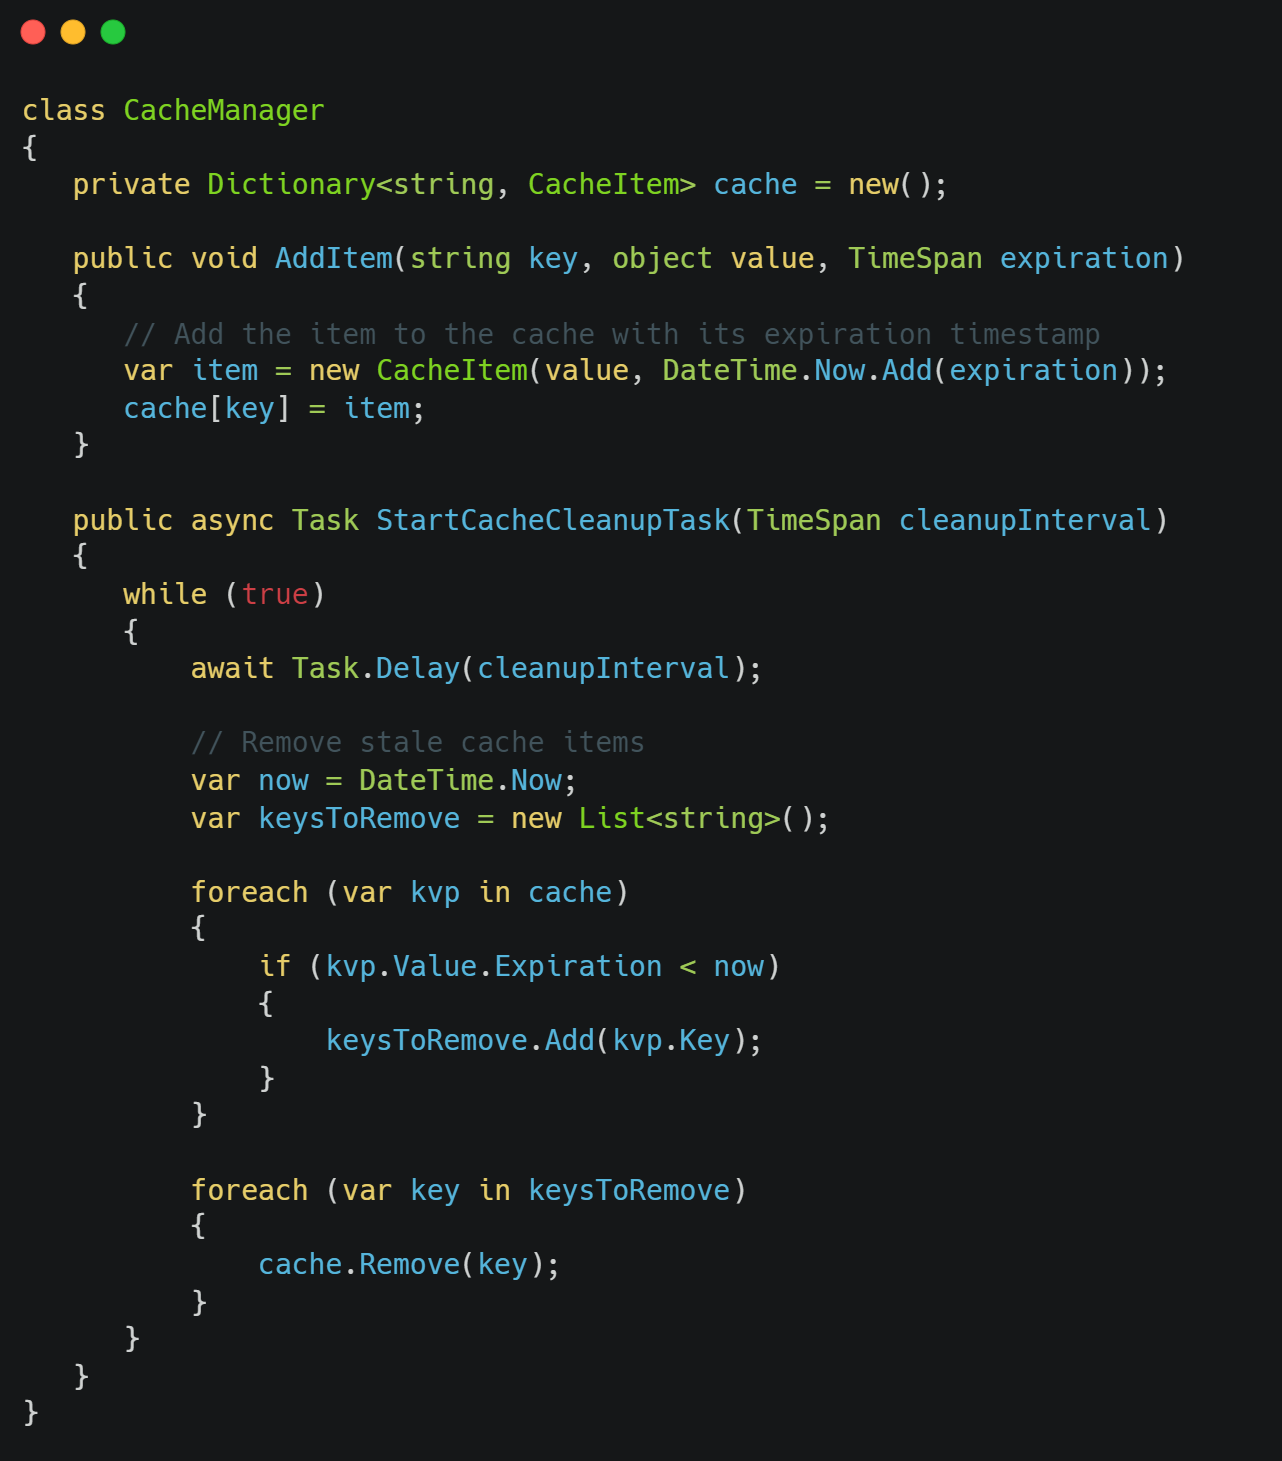 class CacheManager
{
   private Dictionary<string, CacheItem> cache = new();

   public void AddItem(string key, object value, TimeSpan expiration)
   {
      // Add the item to the cache with its expiration timestamp
      var item = new CacheItem(value, DateTime.Now.Add(expiration));
      cache[key] = item;
   }

   public async Task StartCacheCleanupTask(TimeSpan cleanupInterval)
   {
      while (true)
      {
          await Task.Delay(cleanupInterval);

          // Remove stale cache items
          var now = DateTime.Now;
          var keysToRemove = new List<string>();

          foreach (var kvp in cache)
          {
              if (kvp.Value.Expiration < now)
              {
                  keysToRemove.Add(kvp.Key);
              }
          }

          foreach (var key in keysToRemove)
          {
              cache.Remove(key);
          }
      }
   }
}